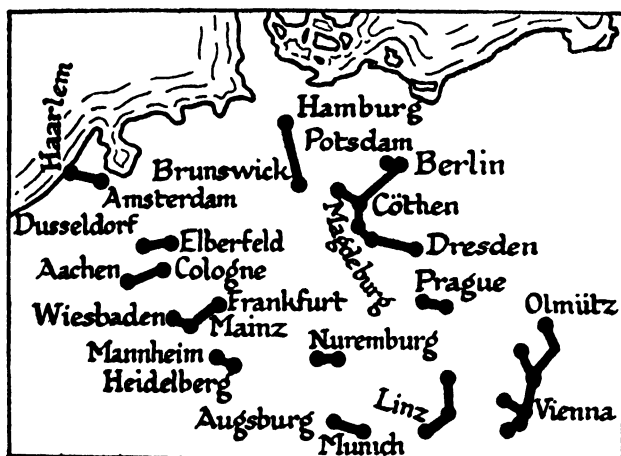 Haarlem
Hamburg
Potsdam
Berlin
Brunswick
Amsterdam
Cöthen
Dusseldorf
Elberfeld
Magdeburg
Dresden
Aachen
Cologne
Prague
Frankfurt
Olmütz
Wiesbaden
Mainz
Mannheim
Nuremburg
Heidelberg
Augsburg
Linz
Vienna
Munich